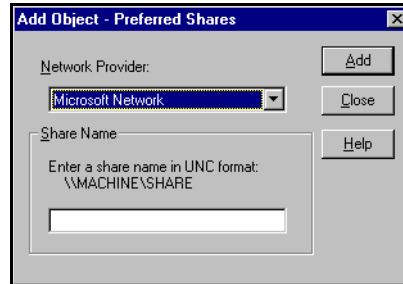 Add Object - Preferred Shares
Network Provider:
Microsoft Network
Add
Close
Help
Share Name
Enter a share name in UNC format:
\\MACHINE\SHARE